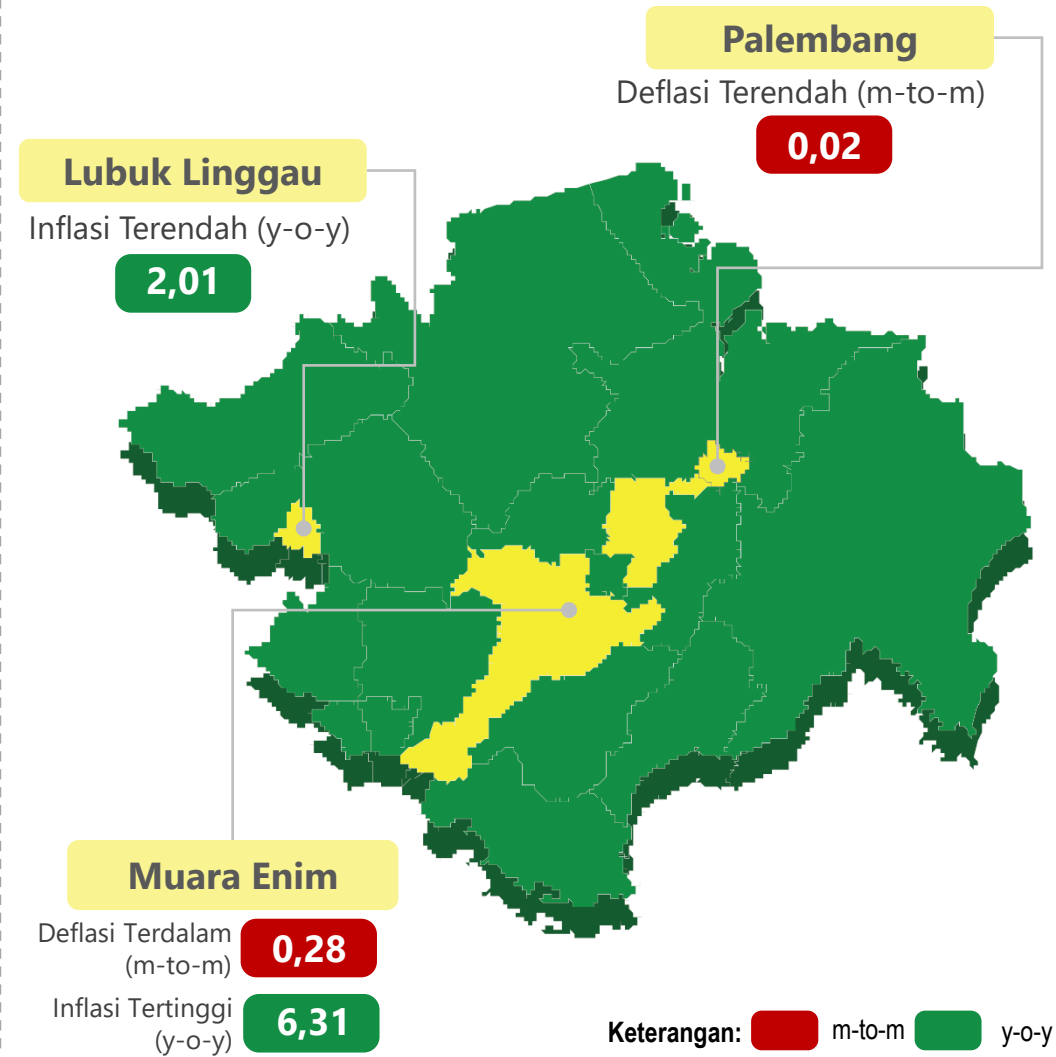 Palembang
Deflasi Terendah (m-to-m)
0,02
Lubuk Linggau
Inflasi Terendah (y-o-y)
2,01
Muara Enim
Deflasi Terdalam
(m-to-m)
0,28
Inflasi Tertinggi
(y-o-y)
6,31
Keterangan: m-to-m y-o-y